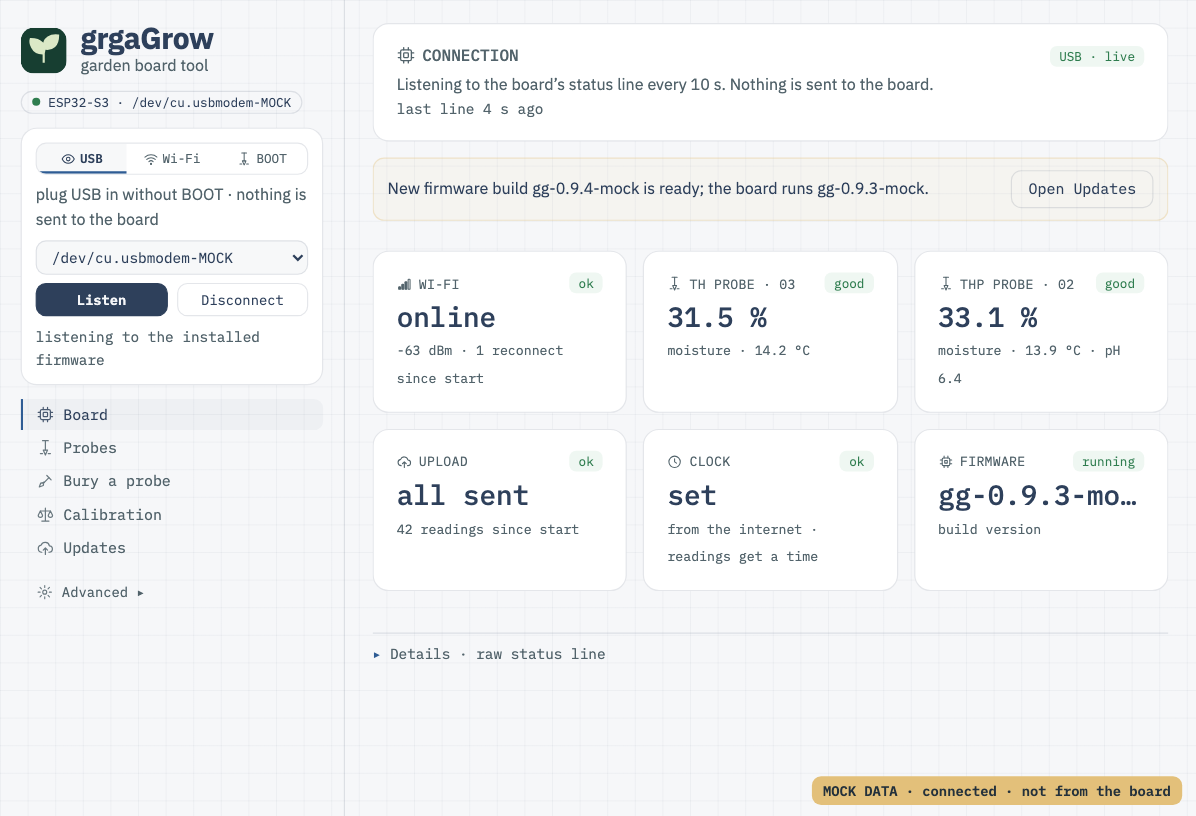 grgaGrow
garden board tool
ESP32-S3 · /dev/cu.usbmodem-MOCK
USB
Wi-Fi
BOOT
plug USB in without BOOT · nothing is
sent to the board
/dev/cu.usbmodem-MOCK
Listen
Disconnect
listening to the installed
firmware
Board
Probes
Bury a probe
Calibration
Updates
Advanced ▸
CONNECTION
USB · live
Listening to the board’s status line every 10 s. Nothing is sent to the board.
last line 4 s ago
New firmware build gg-0.9.4-mock is ready; the board runs gg-0.9.3-mock.
Open Updates
WI-FI
ok
online
-63 dBm · 1 reconnect
since start
TH PROBE · 03
good
31.5 %
moisture · 14.2 °C
THP PROBE · 02
good
33.1 %
moisture · 13.9 °C · pH
6.4
UPLOAD
ok
all sent
42 readings since start
CLOCK
ok
set
from the internet ·
readings get a time
FIRMWARE
running
gg-0.9.3-mo…
build version
▸ Details · raw status line
MOCK DATA · connected · not from the board